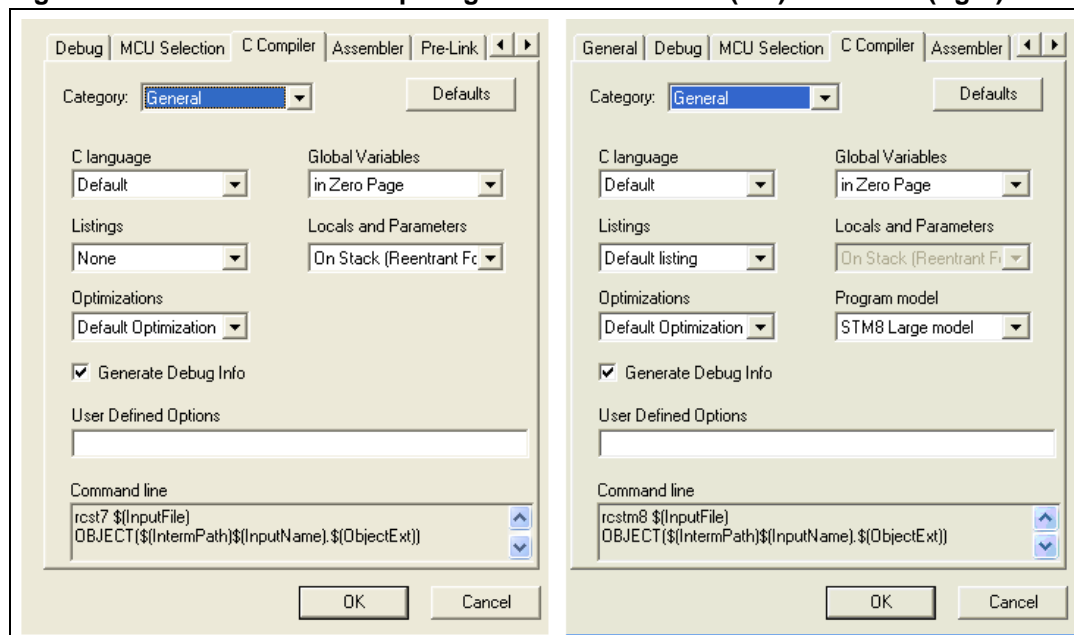 Debug MCU Selection C Compiler Assembler Pre-Link
Category: General Defaults
C language Global Variables
Default in Zero Page
Listings Locals and Parameters
None On Stack (Reentrant Fc
Optimizations
Default Optimization
Generate Debug Info
User Defined Options
Command line
rcst7 $(InputFile)
OBJECT($(IntermPath)$(InputName).$(ObjectExt))
OK Cancel
General Debug MCU Selection C Compiler Assembler
Category: General Defaults
C language Global Variables
Default in Zero Page
Listings Locals and Parameters
Default listing On Stack (Reentrant F
Optimizations Program model
Default Optimization STM8 Large model
Generate Debug Info
User Defined Options
Command line
rcstm8 $(InputFile)
OBJECT($(IntermPath)$(InputName).$(ObjectExt))
OK Cancel